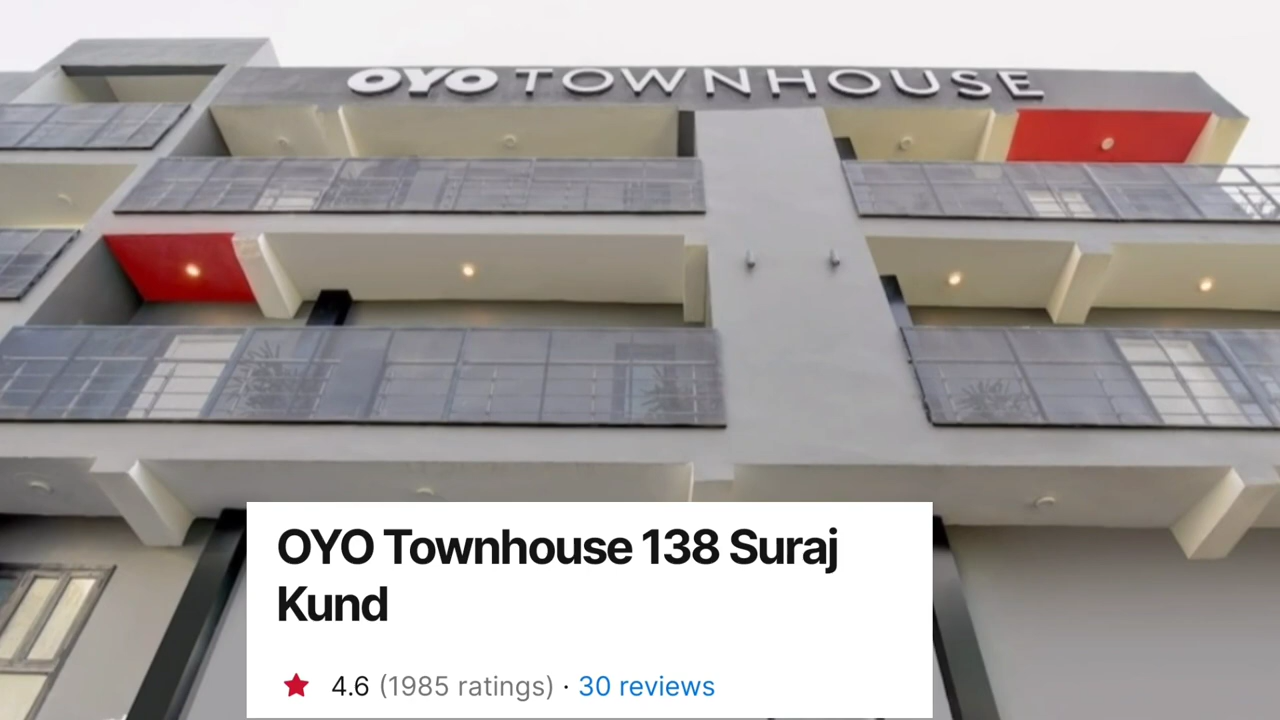 OYO TOWNHOUSE
OYO Townhouse 138 Suraj
Kund
4.6 (1985 ratings) · 30 reviews